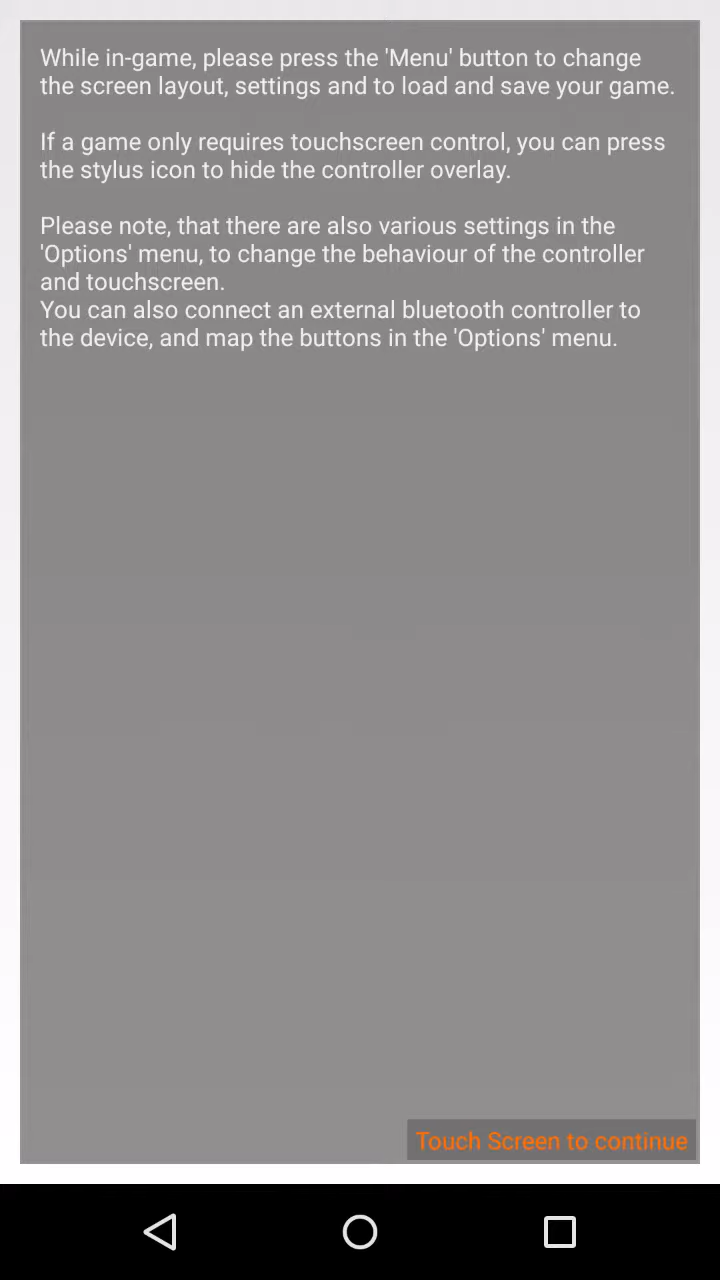 While in-game, please press the 'Menu' button to change
the screen layout, settings and to load and save your game.
If a game only requires touchscreen control, you can press
the stylus icon to hide the controller overlay.
Please note, that there are also various settings in the
'Options' menu, to change the behaviour of the controller
and touchscreen.
You can also connect an external bluetooth controller to
the device, and map the buttons in the 'Options' menu.
Touch Screen to continue